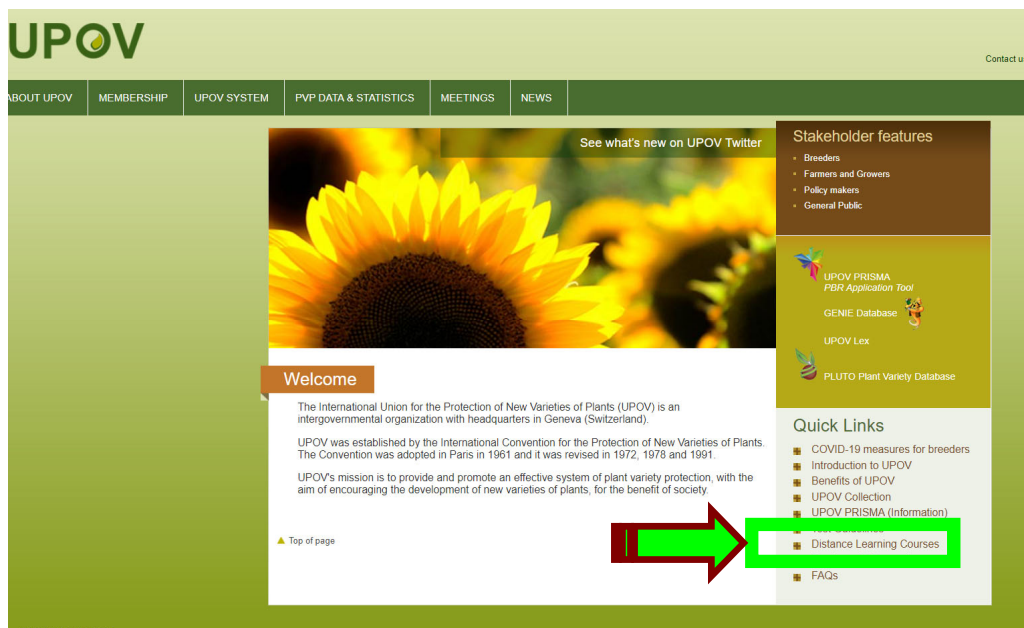 UPOV
Contact u
ABOUT UPOV MEMBERSHIP UPOV SYSTEM PVP DATA & STATISTICS MEETINGS NEWS
See what's new on UPOV Twitter
Stakeholder features
Breeders
Farmers and Growers
Policy makers
General Public
UPOV PRISMA
PBR Application Tool
GENIE Database
UPOV Lex
PLUTO Plant Variety Database
Welcome
The International Union for the Protection of New Varieties of Plants (UPOV) is an
intergovernmental organization with headquarters in Geneva (Switzerland).
UPOV was established by the International Convention for the Protection of New Varieties of Plants.
The Convention was adopted in Paris in 1961 and it was revised in 1972, 1978 and 1991.
UPOV's mission is to provide and promote an effective system of plant variety protection, with the
aim of encouraging the development of new varieties of plants, for the benefit of society.
Top of page
Quick Links
COVID-19 measures for breeders
Introduction to UPOV
Benefits of UPOV
UPOV Collection
UPOV PRISMA (Information)
Distance Learning Courses
FAQs